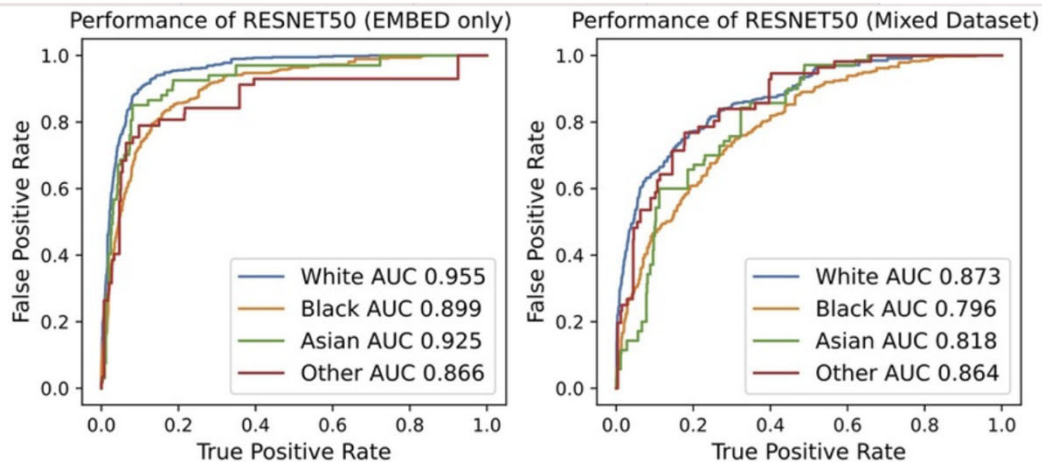 Performance of RESNET50 (EMBED only)
False Positive Rate
1.0
0.8
0.6
0.4
0.2
0.0
White AUC 0.955
Black AUC 0.899
Asian AUC 0.925
Other AUC 0.866
0.0 0.2 0.4 0.6 0.8 1.0
True Positive Rate
Performance of RESNET50 (Mixed Dataset)
False Positive Rate
1.0
0.8
0.6
0.4
0.2
0.0
White AUC 0.873
Black AUC 0.796
Asian AUC 0.818
Other AUC 0.864
0.0 0.2 0.4 0.6 0.8 1.0
True Positive Rate